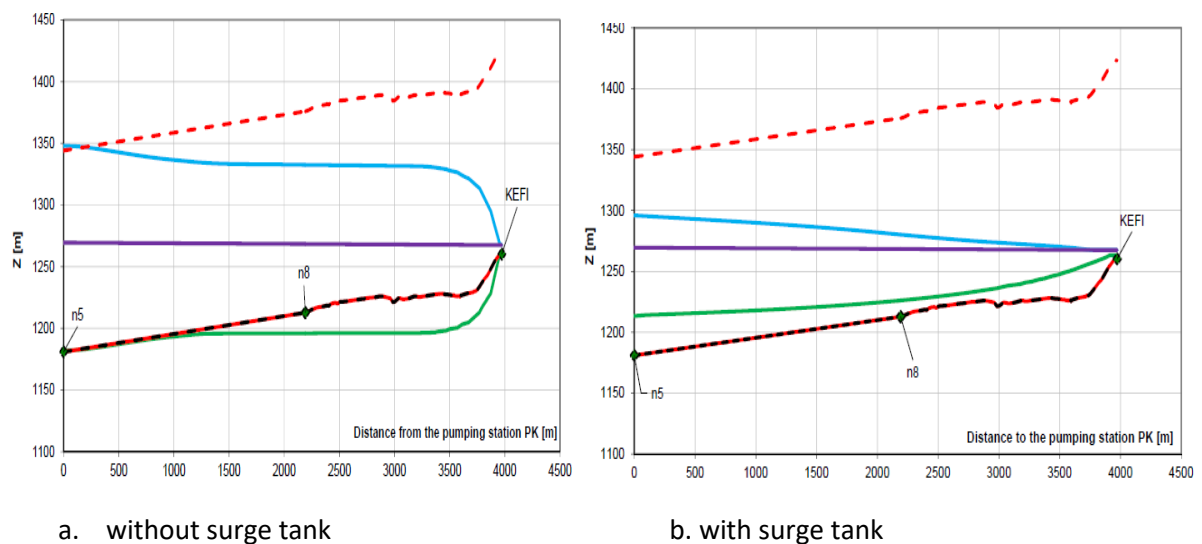 1450
1400
1350
1300
1250
1200
1150
1100
Z [m]
KEFI
n8
n5
Distance from the pumping station PK [m]
0 500 1000 1500 2000 2500 3000 3500 4000 4500
1450
1400
1350
1300
1250
1200
1150
1100
Z [m]
KEFI
n8
n5
Distance to the pumping station PK [m]
0 500 1000 1500 2000 2500 3000 3500 4000 4500
a. without surge tank
b. with surge tank